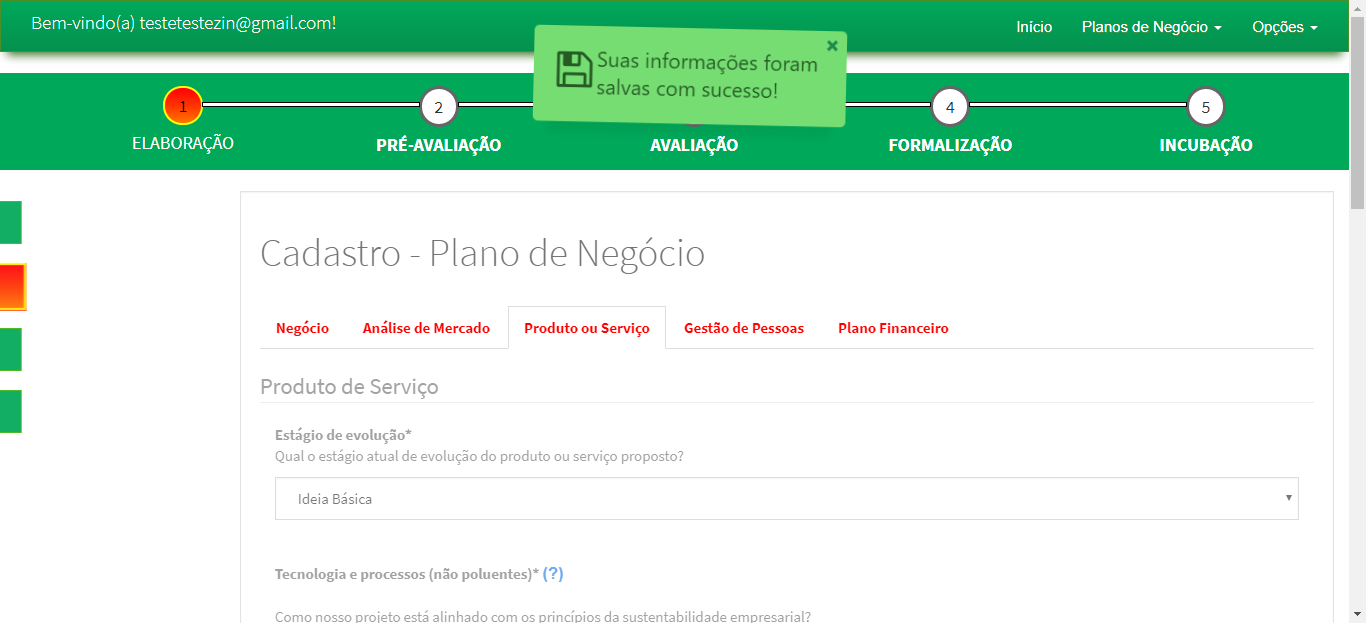 Bem-vindo(a) testetestezin@gmail.com!
Início Planos de Negócio Opções
Suas informações foram
salvas com sucesso!
1 2 4 5
ELABORAÇÃO PRÉ-AVALIAÇÃO AVALIAÇÃO FORMALIZAÇÃO INCUBAÇÃO
Cadastro - Plano de Negócio
Negócio Análise de Mercado Produto ou Serviço Gestão de Pessoas Plano Financeiro
Produto de Serviço
Estágio de evolução*
Qual o estágio atual de evolução do produto ou serviço proposto?
Ideia Básica
Tecnologia e processos (não poluentes)* (?)
Como nosso projeto está alinhado com os princípios da sustentabilidade empresarial?